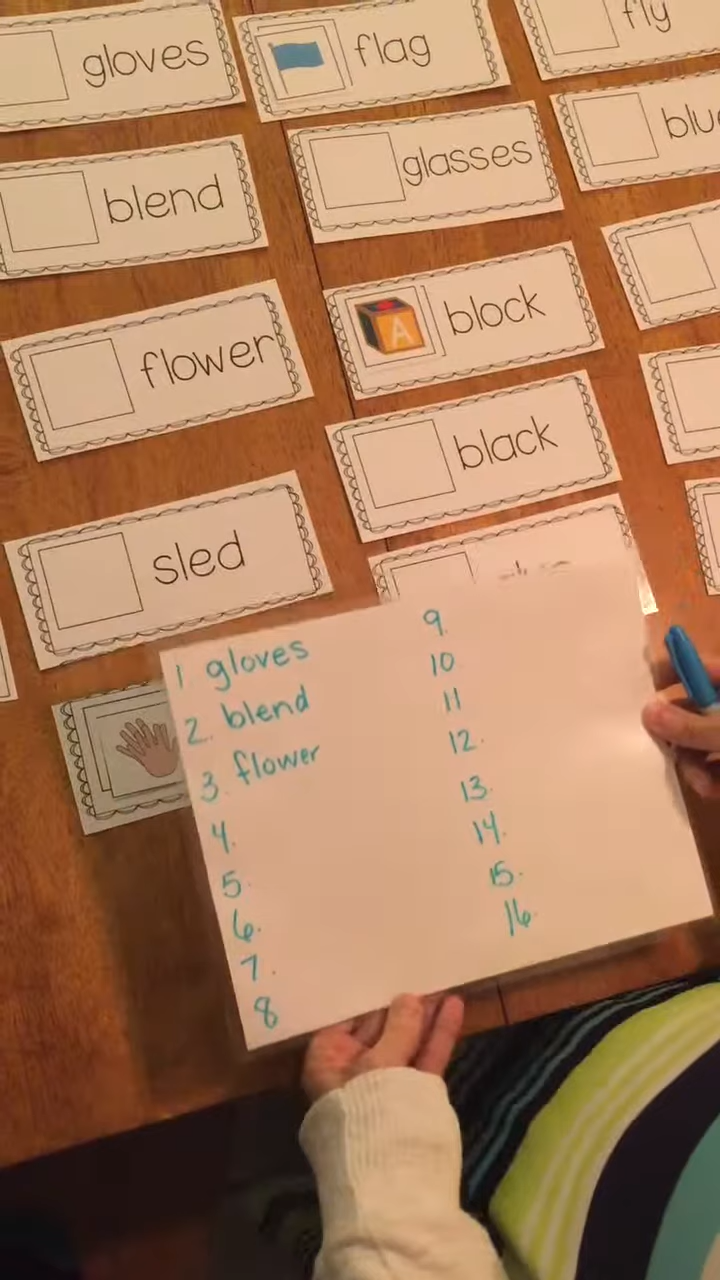 gloves
flag
fly
blend
glasses
flower
A
block
black
sled
1 gloves
2. blend
3. flower
4.
5.
6.
7.
8
9.
10
11
12.
13.
14.
15.
16.